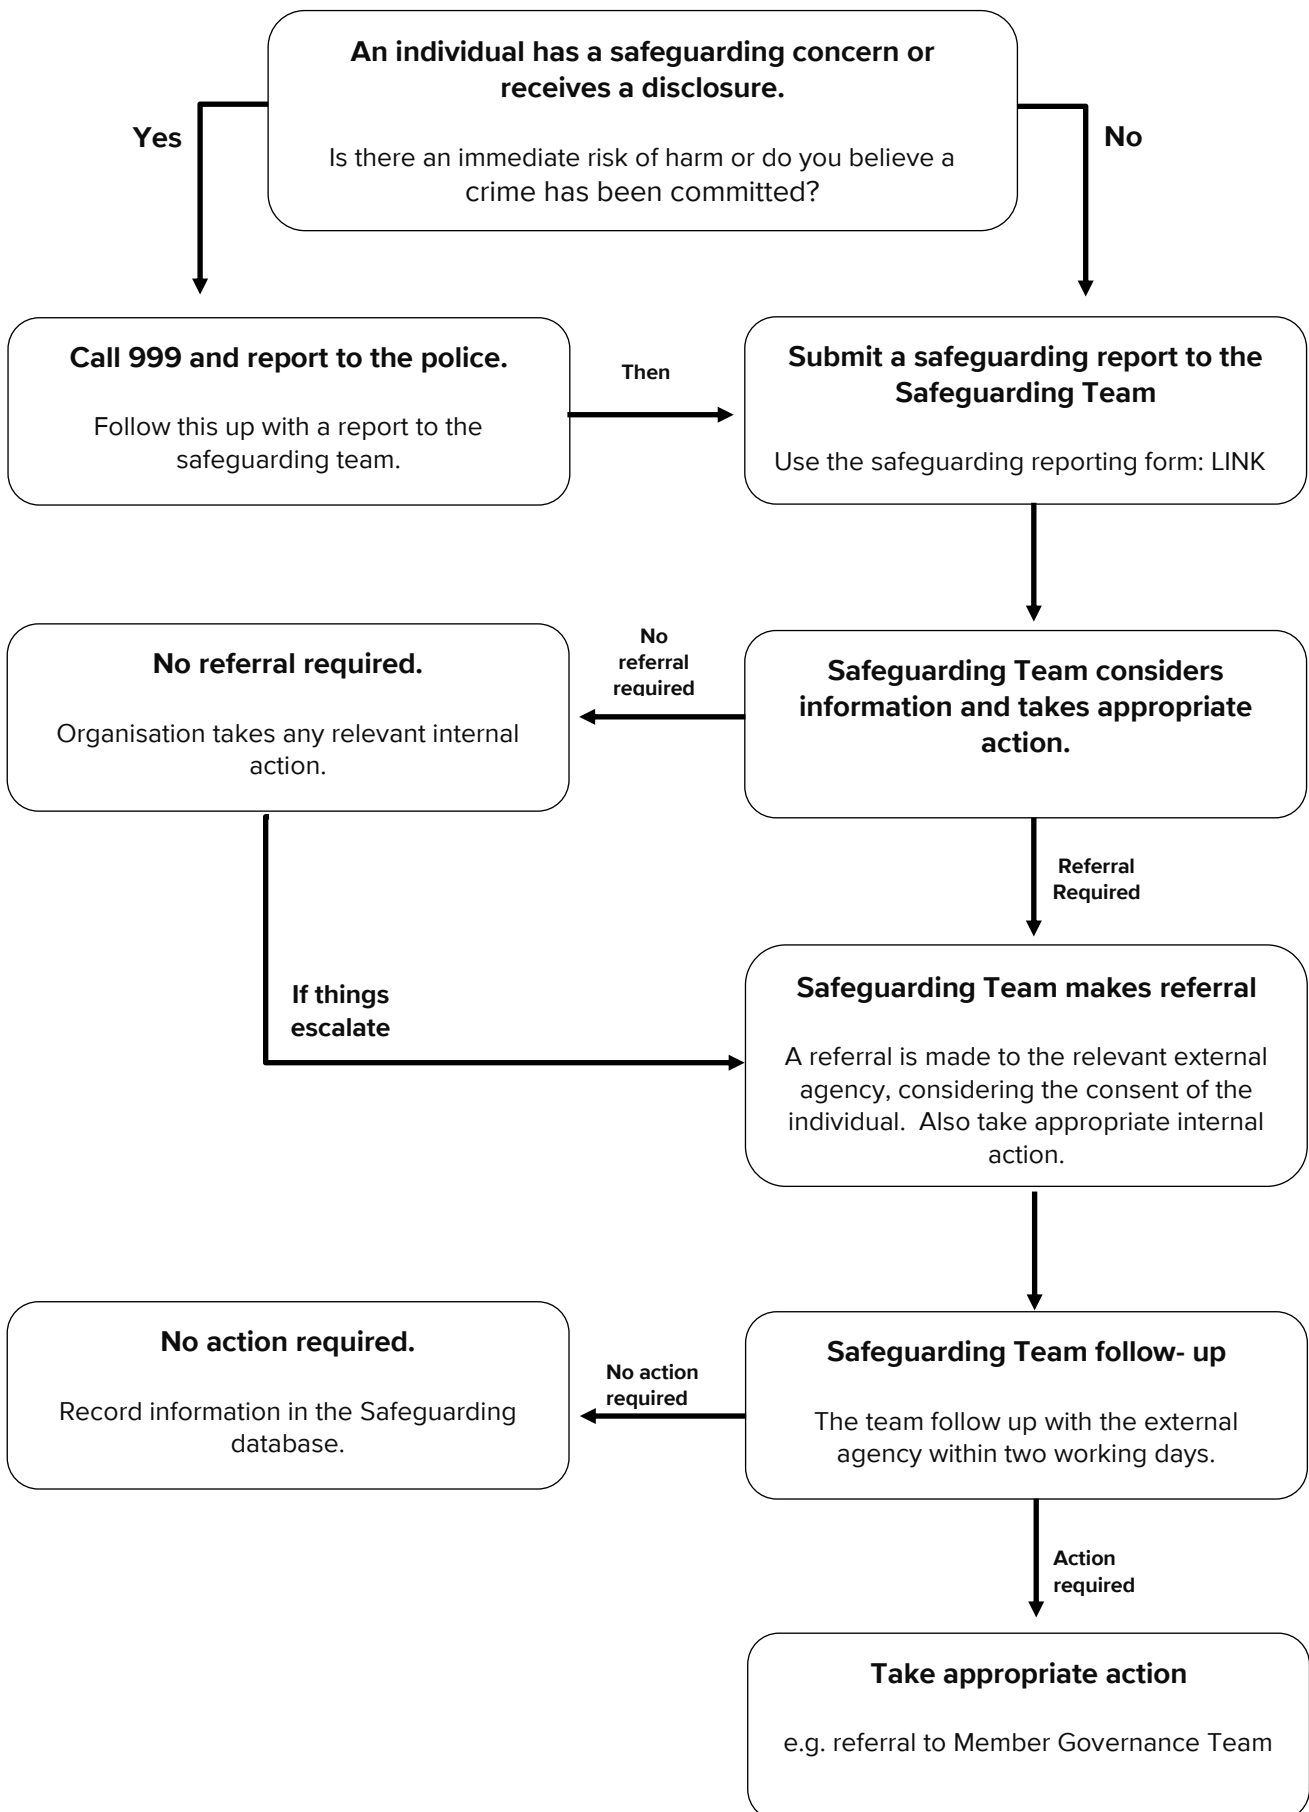 An individual has a safeguarding concern or
receives a disclosure.
Is there an immediate risk of harm or do you believe a
crime has been committed?
Yes
No
Call 999 and report to the police.
Follow this up with a report to the
safeguarding team.
Then
Submit a safeguarding report to the
Safeguarding Team
Use the safeguarding reporting form: LINK
No referral required.
Organisation takes any relevant internal
action.
No
referral
required
Safeguarding Team considers
information and takes appropriate
action.
Referral
Required
If things
escalate
Safeguarding Team makes referral
A referral is made to the relevant external
agency, considering the consent of the
individual.  Also take appropriate internal
action.
No action required.
Record information in the Safeguarding
database.
No action
required
Safeguarding Team follow- up
The team follow up with the external
agency within two working days.
Action
required
Take appropriate action
e.g. referral to Member Governance Team